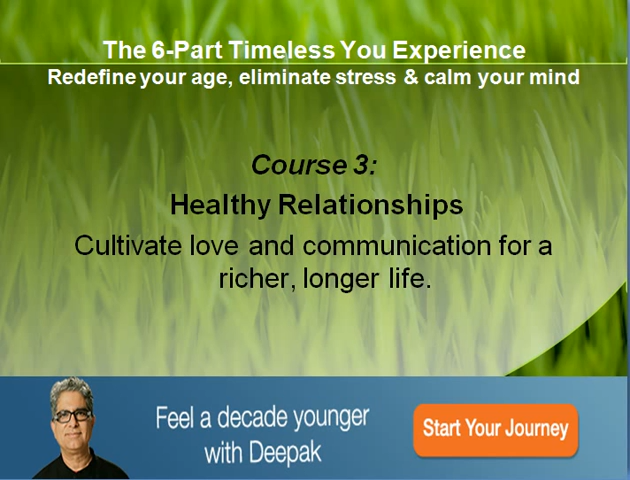 The 6-Part Timeless You Experience
Redefine your age, eliminate stress & calm your mind
Course 3:
Healthy Relationships
Cultivate love and communication for a
richer, longer life.
Feel a decade younger
with Deepak
Start Your Journey